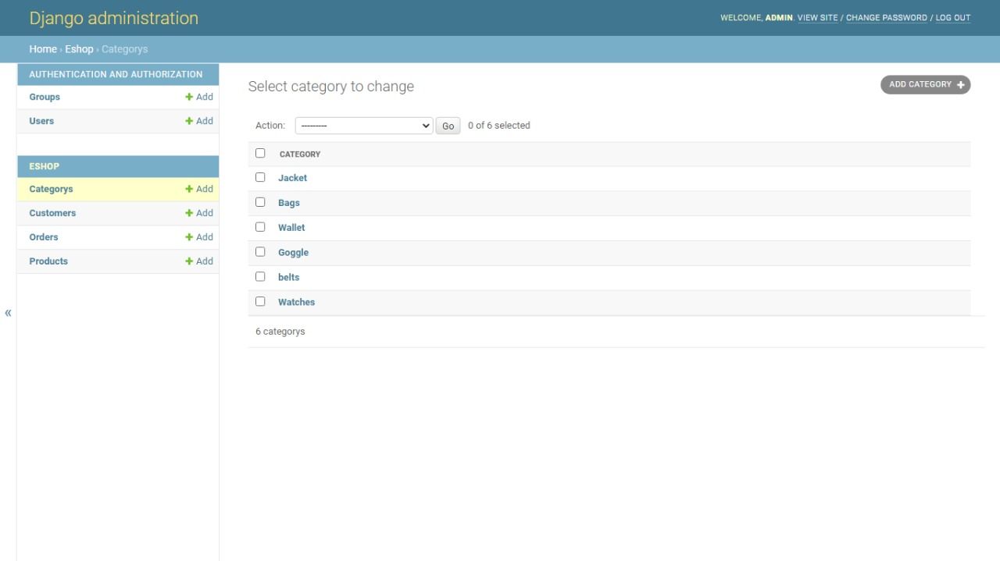 Django administration
WELCOME, ADMIN. VIEW SITE / CHANGE PASSWORD / LOG OUT
Home › Eshop › Categorys
AUTHENTICATION AND AUTHORIZATION
Groups + Add
Users + Add
ESHOP
Categorys + Add
Customers + Add
Orders + Add
Products + Add
«
Select category to change
ADD CATEGORY +
Action: --------- Go 0 of 6 selected
CATEGORY
Jacket
Bags
Wallet
Goggle
belts
Watches
6 categorys